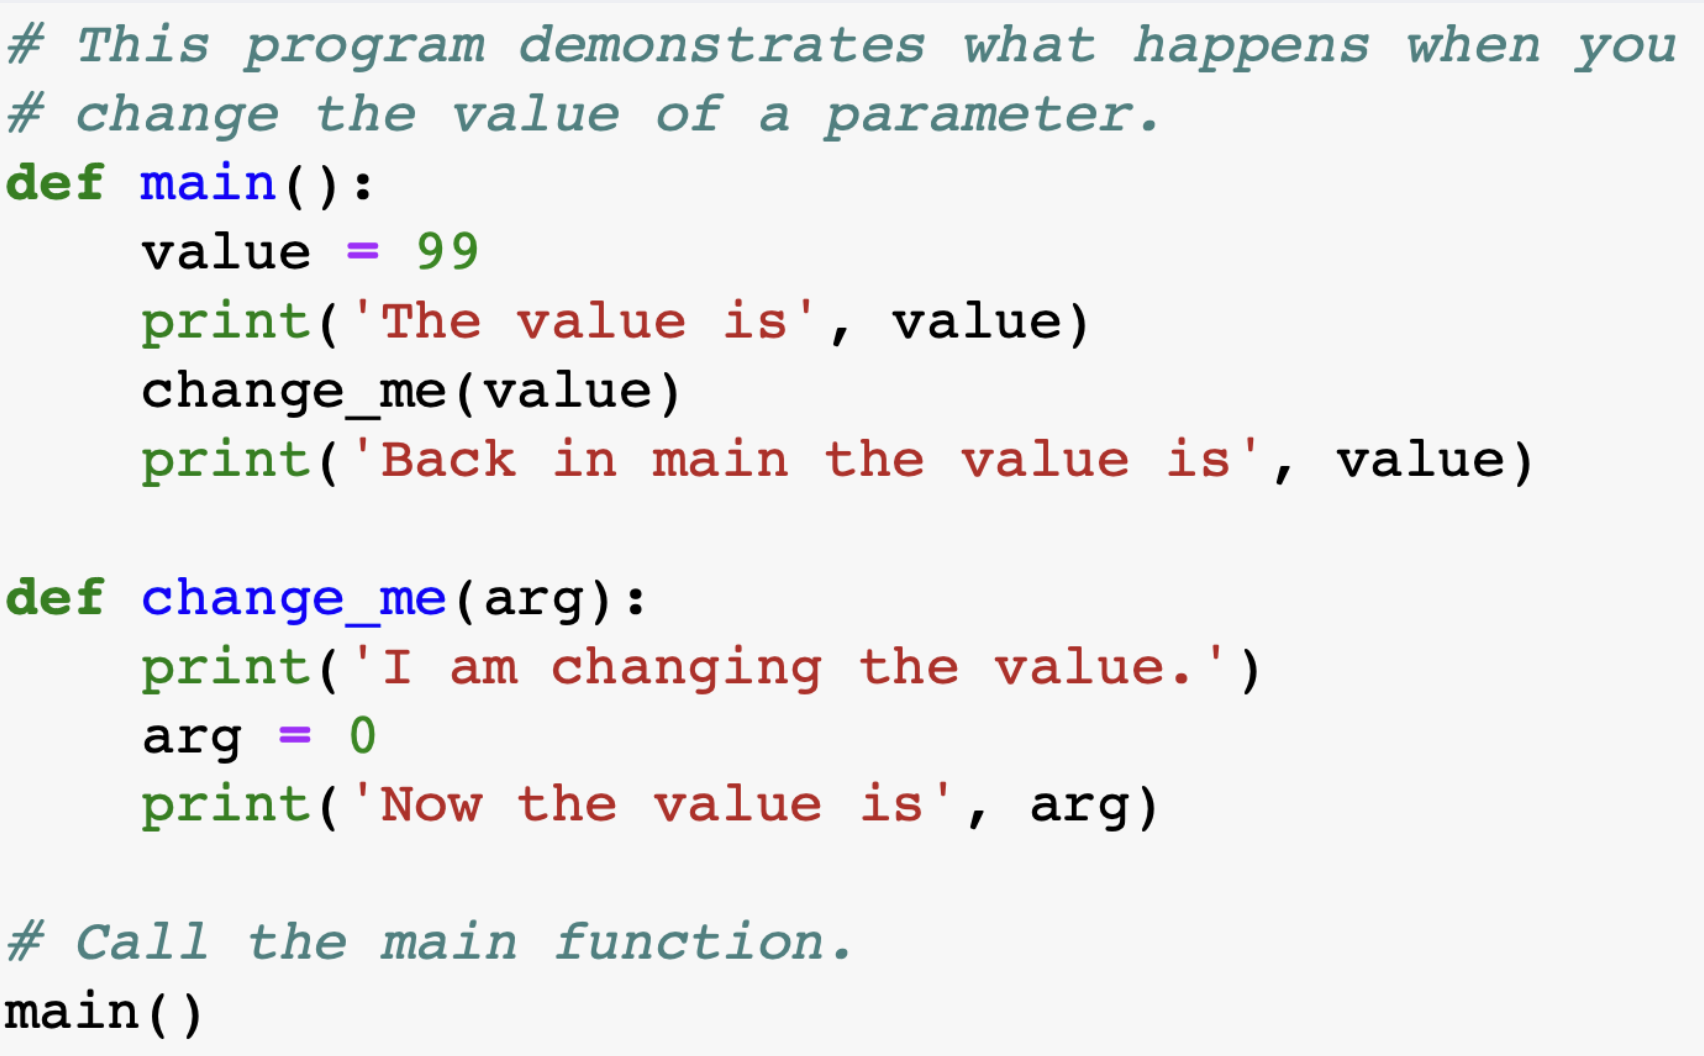 # This program demonstrates what happens when you
# change the value of a parameter.
def main():
    value = 99
    print('The value is', value)
    change_me(value)
    print('Back in main the value is', value)

def change_me(arg):
    print('I am changing the value.')
    arg = 0
    print('Now the value is', arg)

# Call the main function.
main()